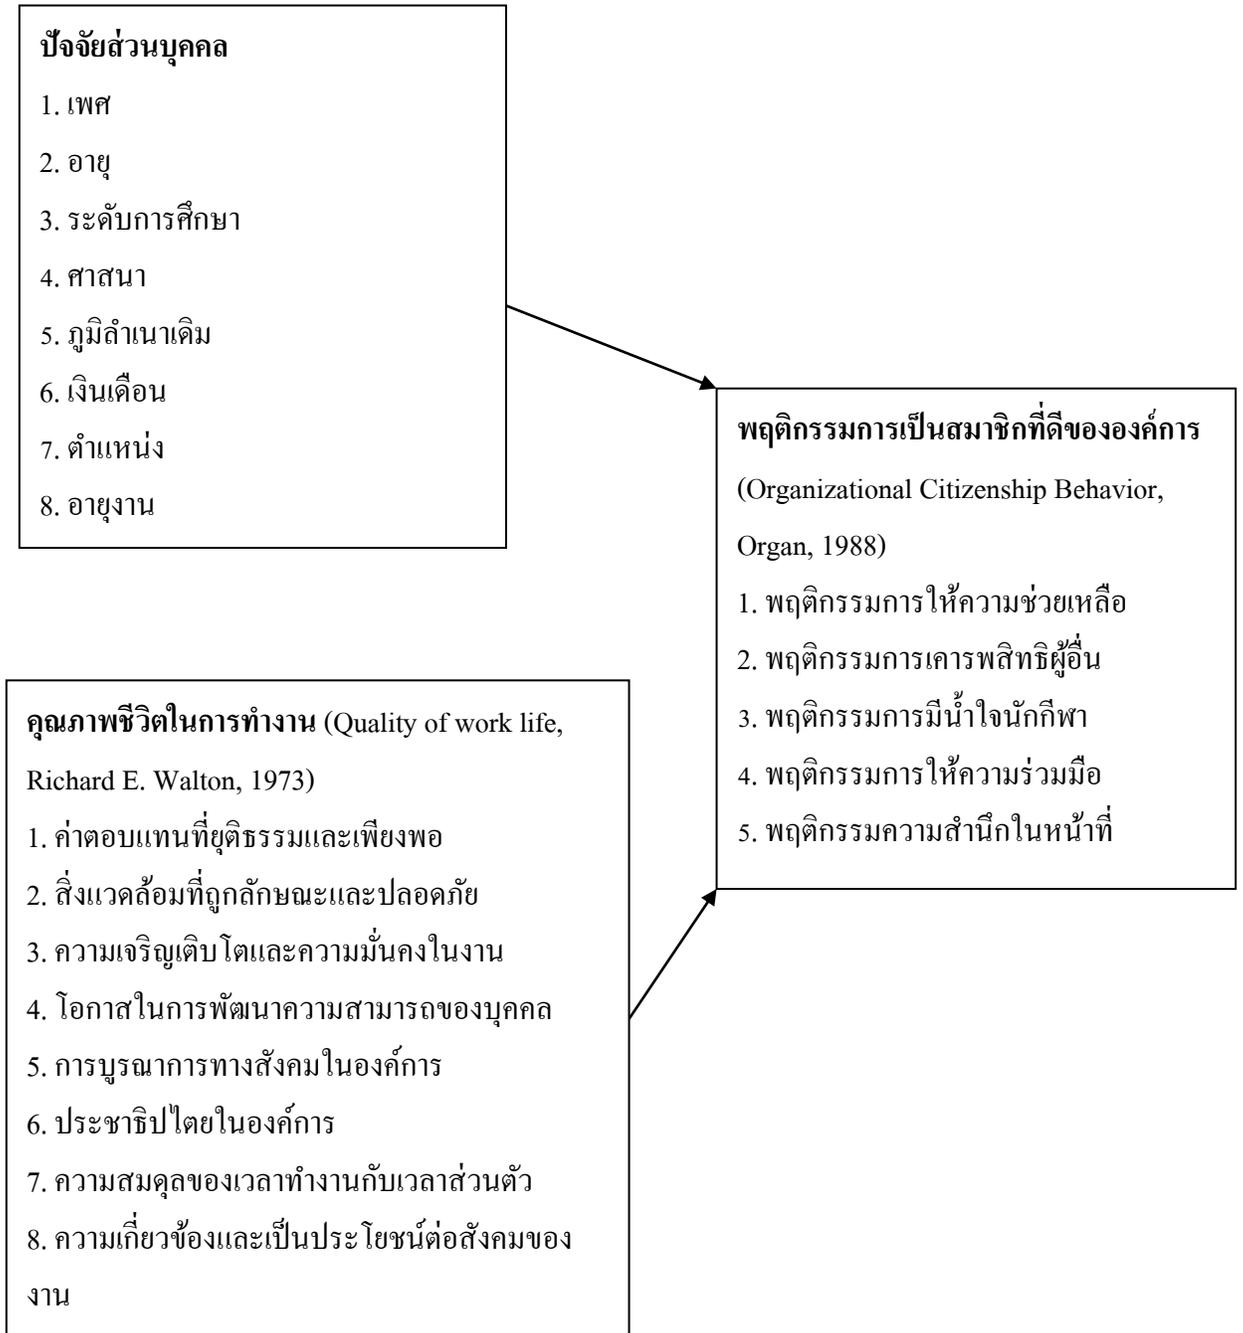 ปัจจัยส่วนบุคคล
1. เพศ
2. อายุ
3. ระดับการศึกษา
4. ศาสนา
5. ภูมิลำเนาเดิม
6. เงินเดือน
7. ตำแหน่ง
8. อายุงาน
พฤติกรรมการเป็นสมาชิกที่ดีขององค์การ
(Organizational Citizenship Behavior,
Organ, 1988)
1. พฤติกรรมการให้ความช่วยเหลือ
2. พฤติกรรมการเคารพสิทธิผู้อื่น
3. พฤติกรรมการมีน้ำใจนักกีฬา
4. พฤติกรรมการให้ความร่วมมือ
5. พฤติกรรมความสำนึกในหน้าที่
คุณภาพชีวิตในการทำงาน (Quality of work life,
Richard E. Walton, 1973)
1. ค่าตอบแทนที่ยุติธรรมและเพียงพอ
2. สิ่งแวดล้อมที่ถูกลักษณะและปลอดภัย
3. ความเจริญเติบโตและความมั่นคงในงาน
4. โอกาสในการพัฒนาความสามารถของบุคคล
5. การบูรณาการทางสังคมในองค์การ
6. ประชาธิปไตยในองค์การ
7. ความสมดุลของเวลาทำงานกับเวลาส่วนตัว
8. ความเกี่ยวข้องและเป็นประโยชน์ต่อสังคมของ
งาน